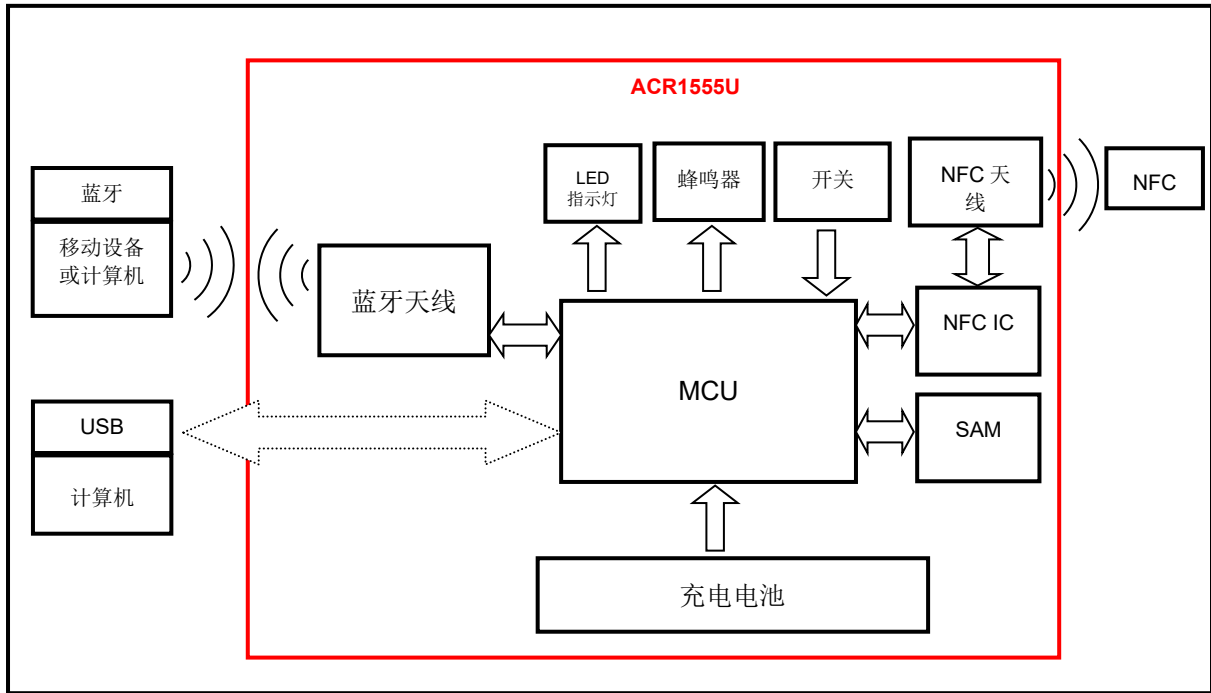 ACR1555U
LED
指示灯
蜂鸣器
开关
NFC 天
线
NFC
蓝牙
移动设备
或计算机
蓝牙天线
NFC IC
MCU
USB
计算机
SAM
充电电池